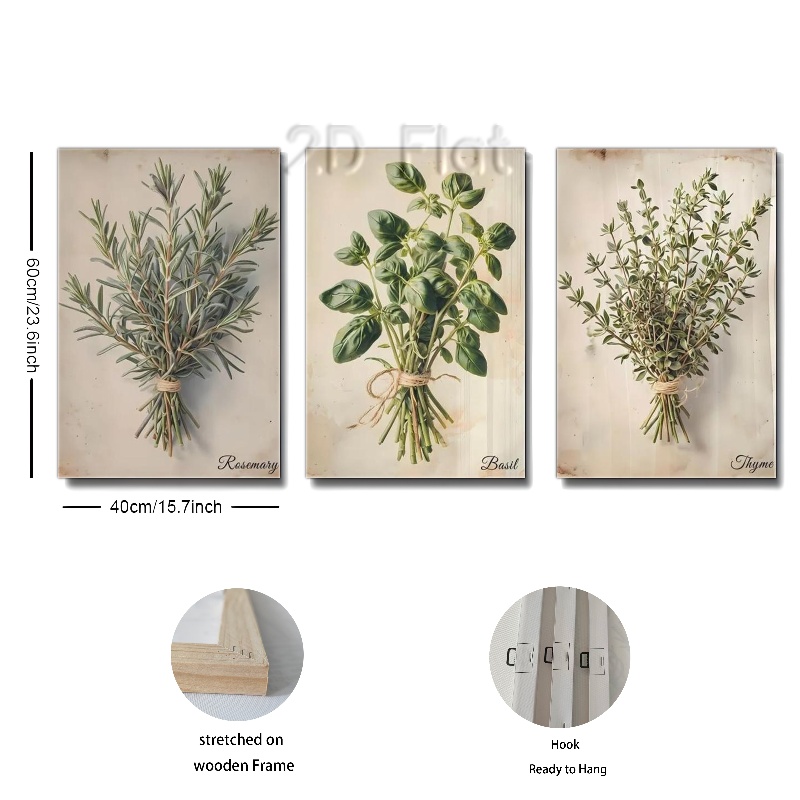 2D Flat
60cm/23.6inch
Rosemary
Basil
Thyme
40cm/15.7inch
stretched on
wooden Frame
Hook
Ready to Hang